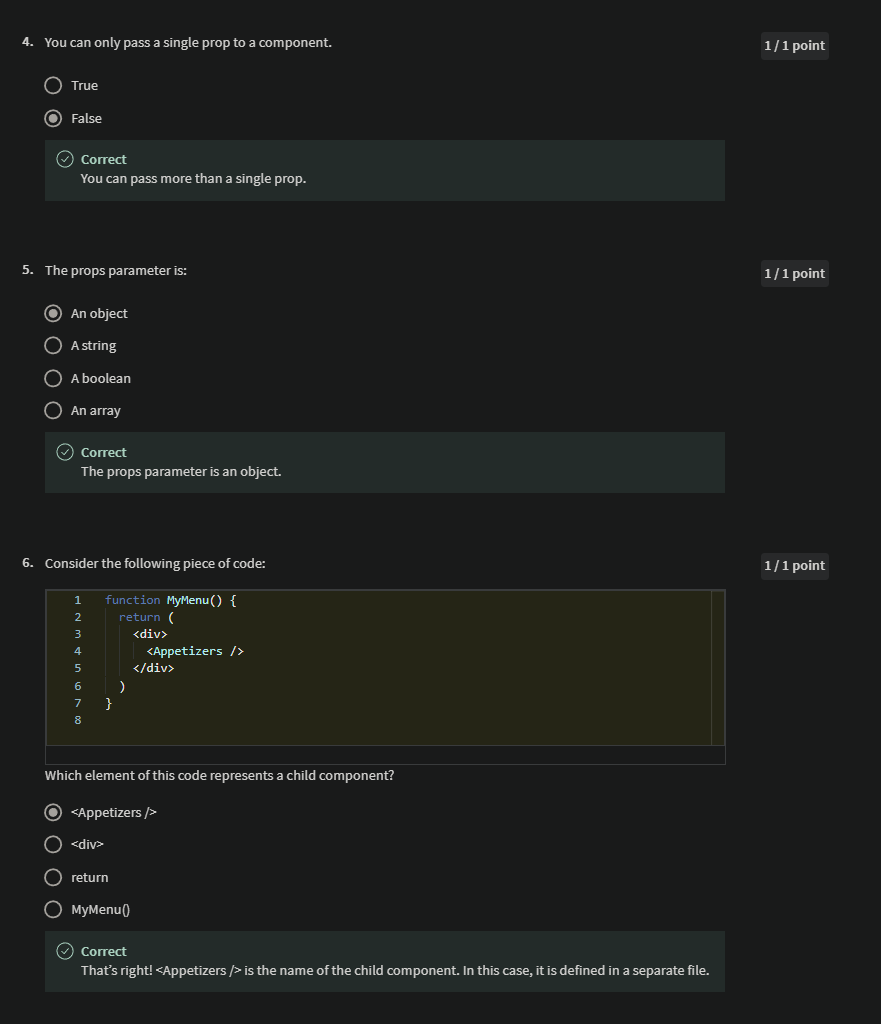 4. You can only pass a single prop to a component.
1 / 1 point
True
False
Correct
You can pass more than a single prop.
5. The props parameter is:
1 / 1 point
An object
A string
A boolean
An array
Correct
The props parameter is an object.
6. Consider the following piece of code:
1 / 1 point
1 function MyMenu() {
2   return (
3     <div>
4       <Appetizers />
5     </div>
6   )
7 }
8
Which element of this code represents a child component?
<Appetizers />
<div>
return
MyMenu()
Correct
That's right! <Appetizers /> is the name of the child component. In this case, it is defined in a separate file.